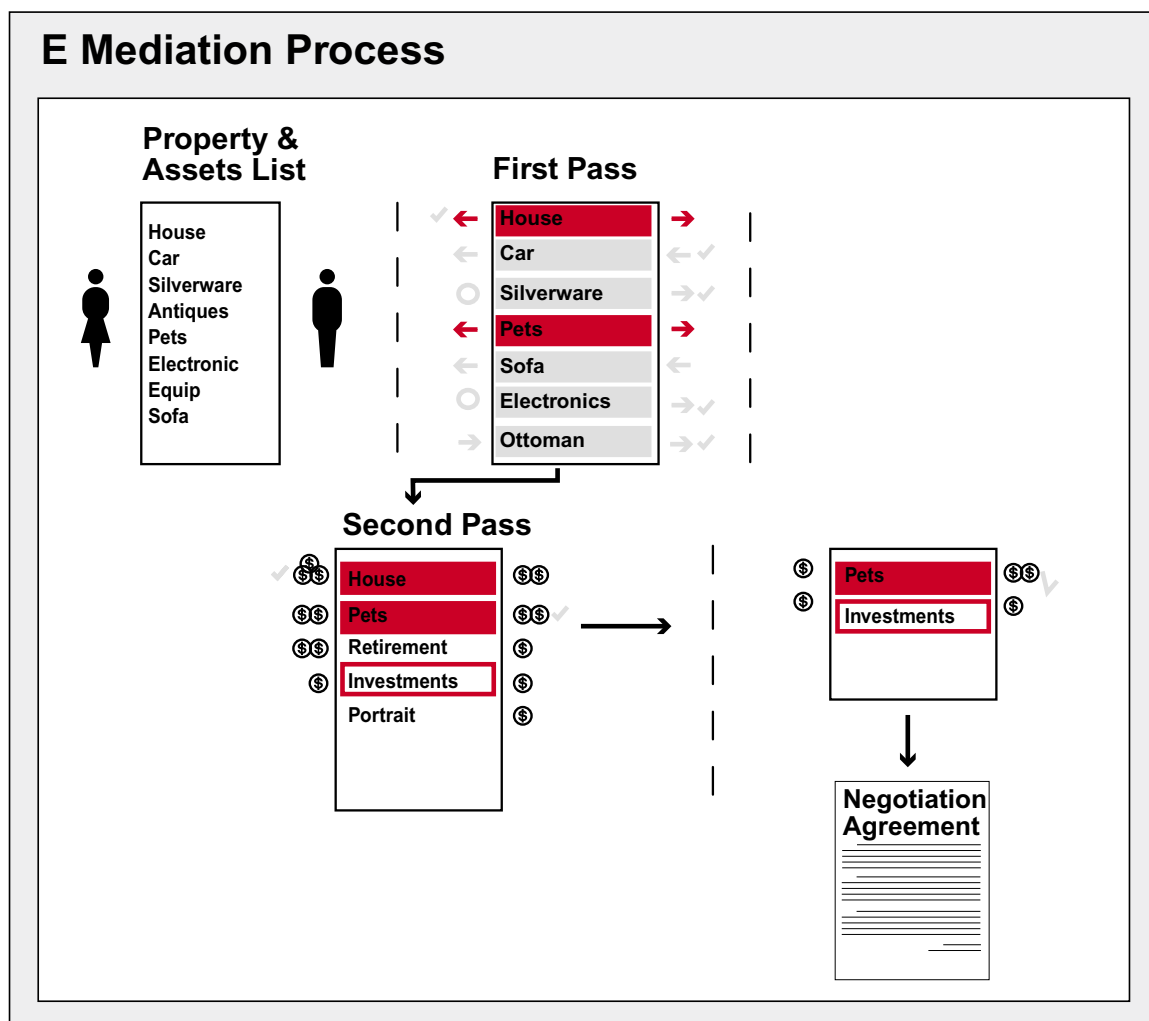 E Mediation Process
Property &
Assets List
House
Car
Silverware
Antiques
Pets
Electronic
Equip
Sofa
First Pass
House
Car
Silverware
Pets
Sofa
Electronics
Ottoman
Second Pass
$
$$
House
$$
$$
Pets
$$
$$
Retirement
$
$
Investments
$
Portrait
$
$
Pets
$$
$
Investments
$
Negotiation
Agreement